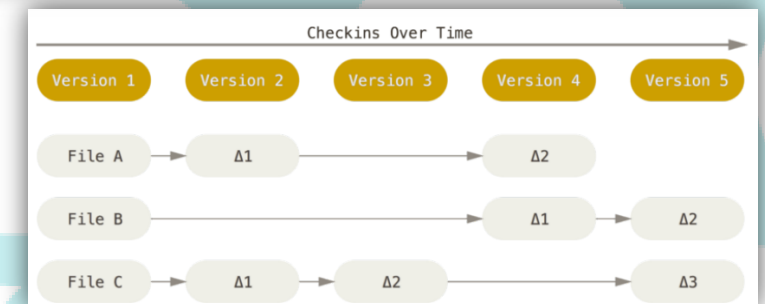 Checkins Over Time
Version 1 Version 2 Version 3 Version 4 Version 5
File A Δ1 Δ2
File B Δ1 Δ2
File C Δ1 Δ2 Δ3